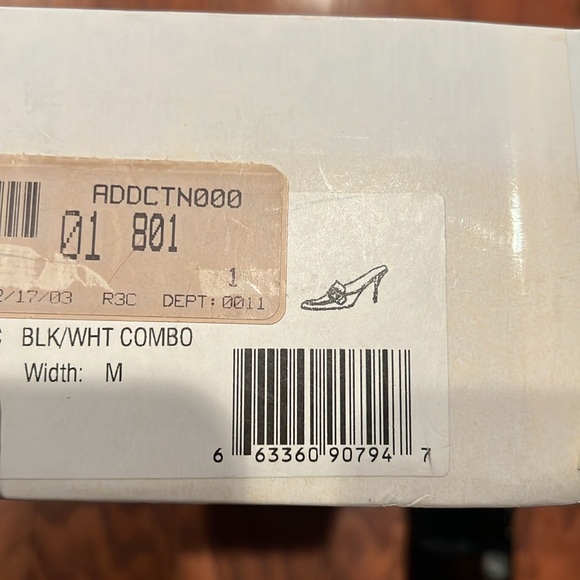 ADDCTN000
01 801
1
2/17/03 R3C DEPT:0011
C BLK/WHT COMBO
Width: M
6 63360 90794 7